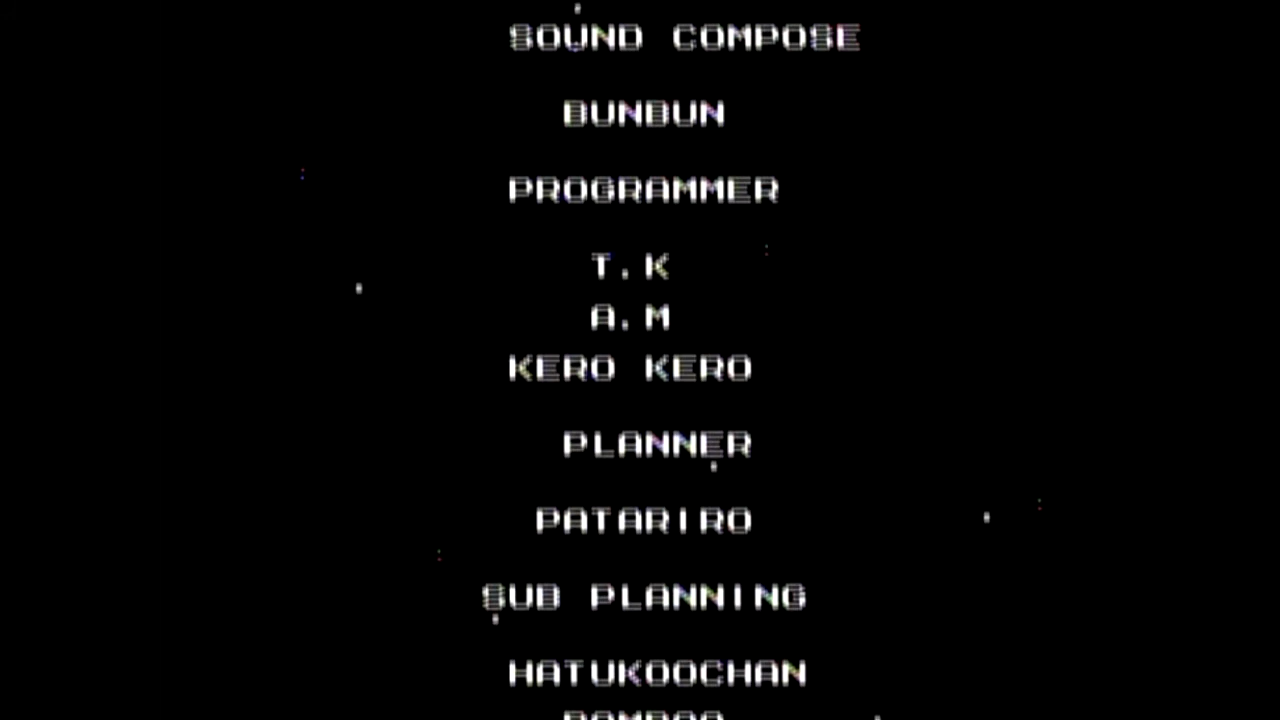 SOUND COMPOSE
BUNBUN
PROGRAMMER
T.K
A.M
KERO KERO
PLANNER
PATARIRO
SUB PLANNING
HATUKOOCHAN